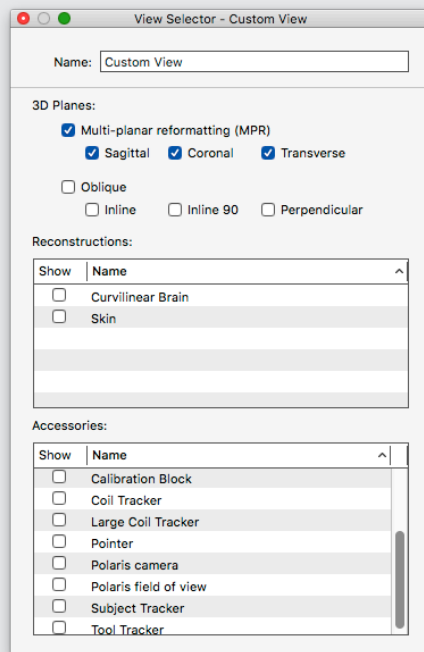 View Selector - Custom View
Name: Custom View
3D Planes:
Multi-planar reformatting (MPR)
Sagittal Coronal Transverse
Oblique
Inline Inline 90 Perpendicular
Reconstructions:
Show Name
Curvilinear Brain
Skin
Accessories:
Show Name
Calibration Block
Coil Tracker
Large Coil Tracker
Pointer
Polaris camera
Polaris field of view
Subject Tracker
Tool Tracker